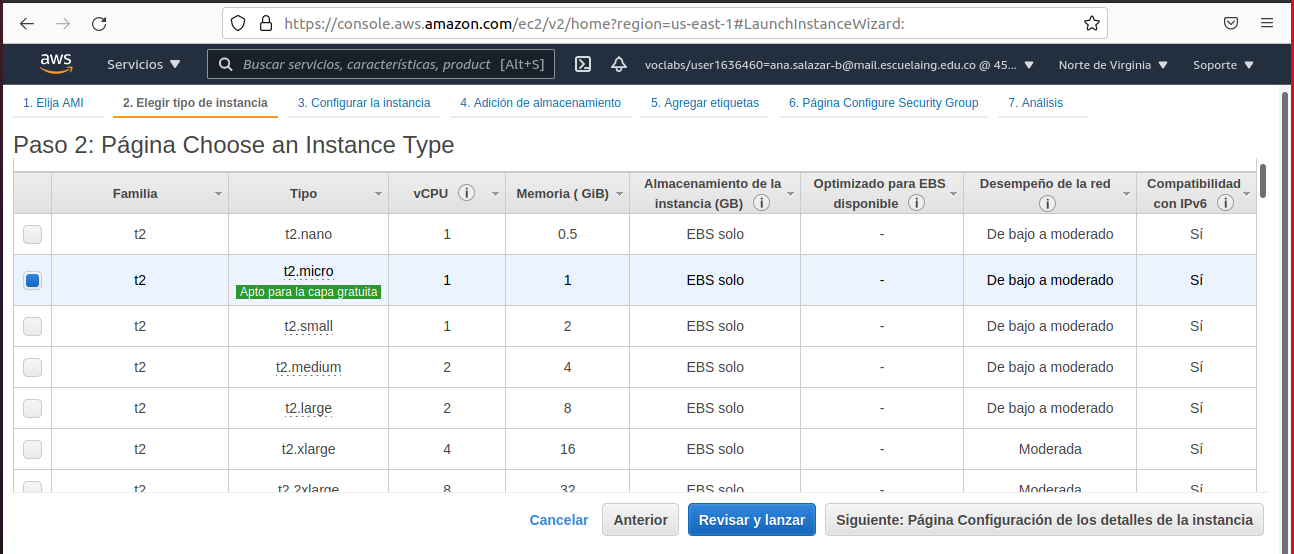 https://console.aws.amazon.com/ec2/v2/home?region=us-east-1#LaunchInstanceWizard:
aws Servicios Buscar servicios, características, product [Alt+S] voclabs/user1636460=ana.salazar-b@mail.escuelaing.edu.co @ 45... Norte de Virginia Soporte
1. Elija AMI 2. Elegir tipo de instancia 3. Configurar la instancia 4. Adición de almacenamiento 5. Agregar etiquetas 6. Página Configure Security Group 7. Análisis
Paso 2: Página Choose an Instance Type
Familia Tipo vCPU i Memoria ( GiB) Almacenamiento de la instancia (GB) i Optimizado para EBS disponible i Desempeño de la red i Compatibilidad con IPv6 i
t2 t2.nano 1 0.5 EBS solo - De bajo a moderado Sí
t2 t2.micro Apto para la capa gratuita 1 1 EBS solo - De bajo a moderado Sí
t2 t2.small 1 2 EBS solo - De bajo a moderado Sí
t2 t2.medium 2 4 EBS solo - De bajo a moderado Sí
t2 t2.large 2 8 EBS solo - De bajo a moderado Sí
t2 t2.xlarge 4 16 EBS solo - Moderada Sí
t2 t2.2xlarge 8 32 EBS solo - Moderada Sí
Cancelar Anterior Revisar y lanzar Siguiente: Página Configuración de los detalles de la instancia